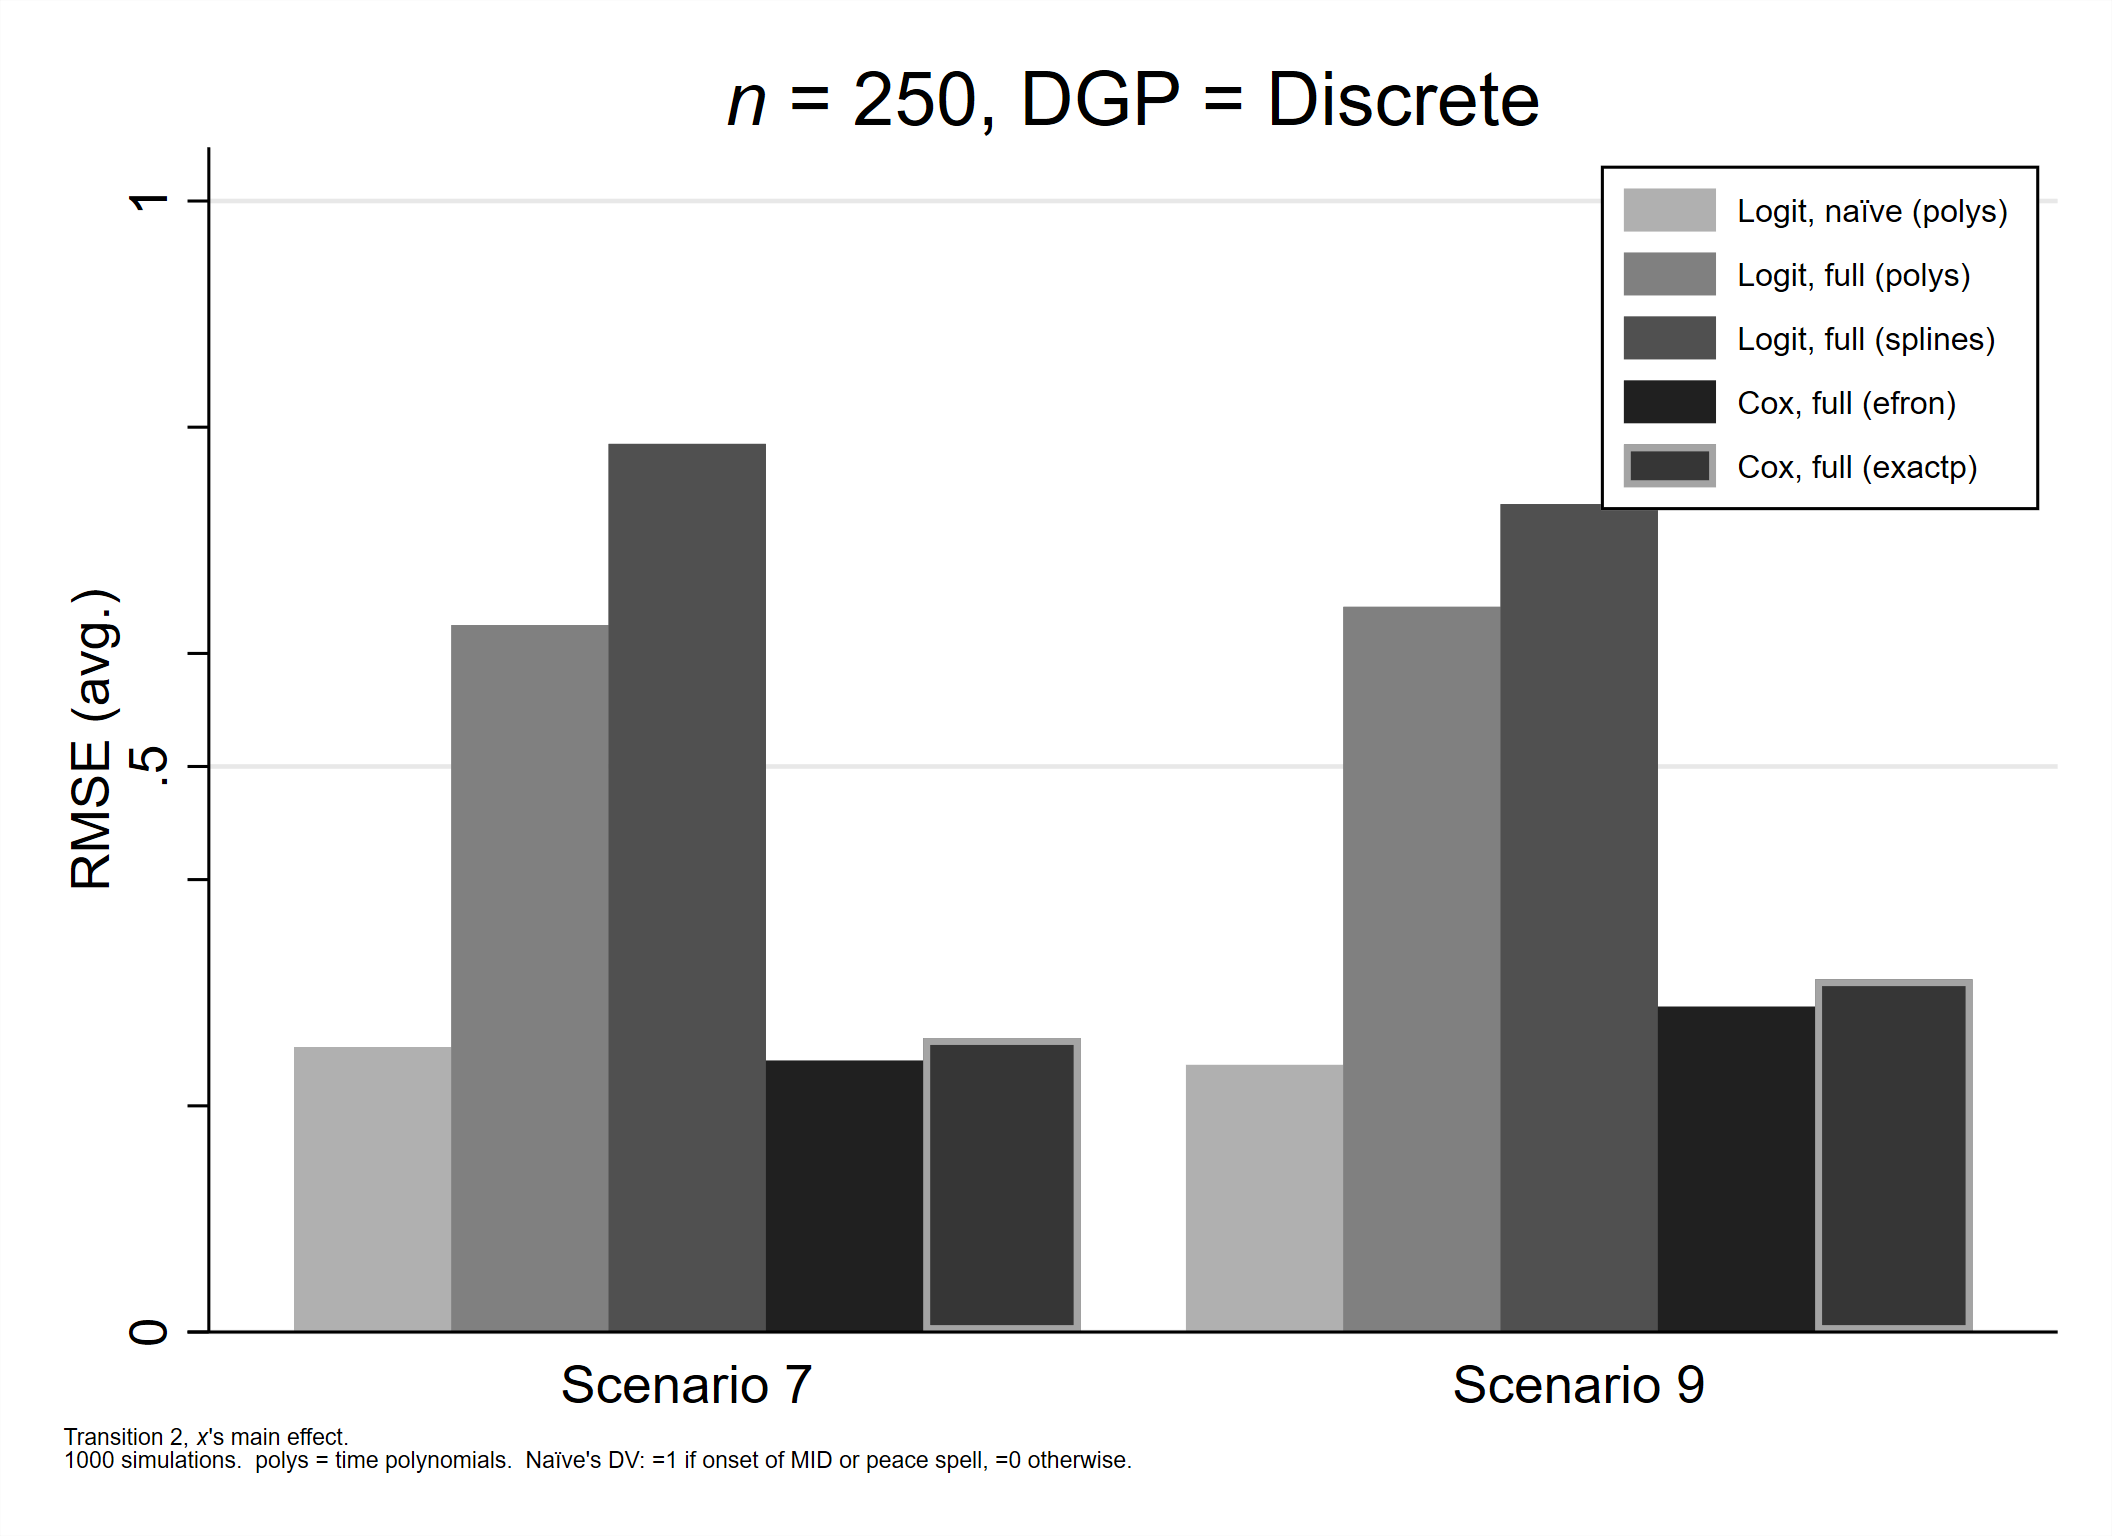 n = 250, DGP = Discrete
RMSE (avg.)
1
.5
0
Logit, naïve (polys)
Logit, full (polys)
Logit, full (splines)
Cox, full (efron)
Cox, full (exactp)
Scenario 7
Scenario 9
Transition 2, x's main effect.
1000 simulations.  polys = time polynomials.  Naïve's DV: =1 if onset of MID or peace spell, =0 otherwise.